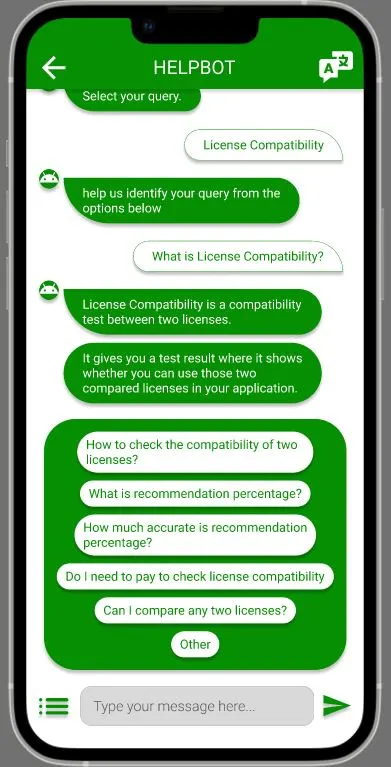 HELPBOT
A
Select your query.
License Compatibility
help us identify your query from the
options below
What is License Compatibility?
License Compatibility is a compatibility
test between two licenses.
It gives you a test result where it shows
whether you can use those two
compared licenses in your application.
How to check the compatibility of two
licenses?
What is recommendation percentage?
How much accurate is recommendation
percentage?
Do I need to pay to check license compatibility
Can I compare any two licenses?
Other
Type your message here...